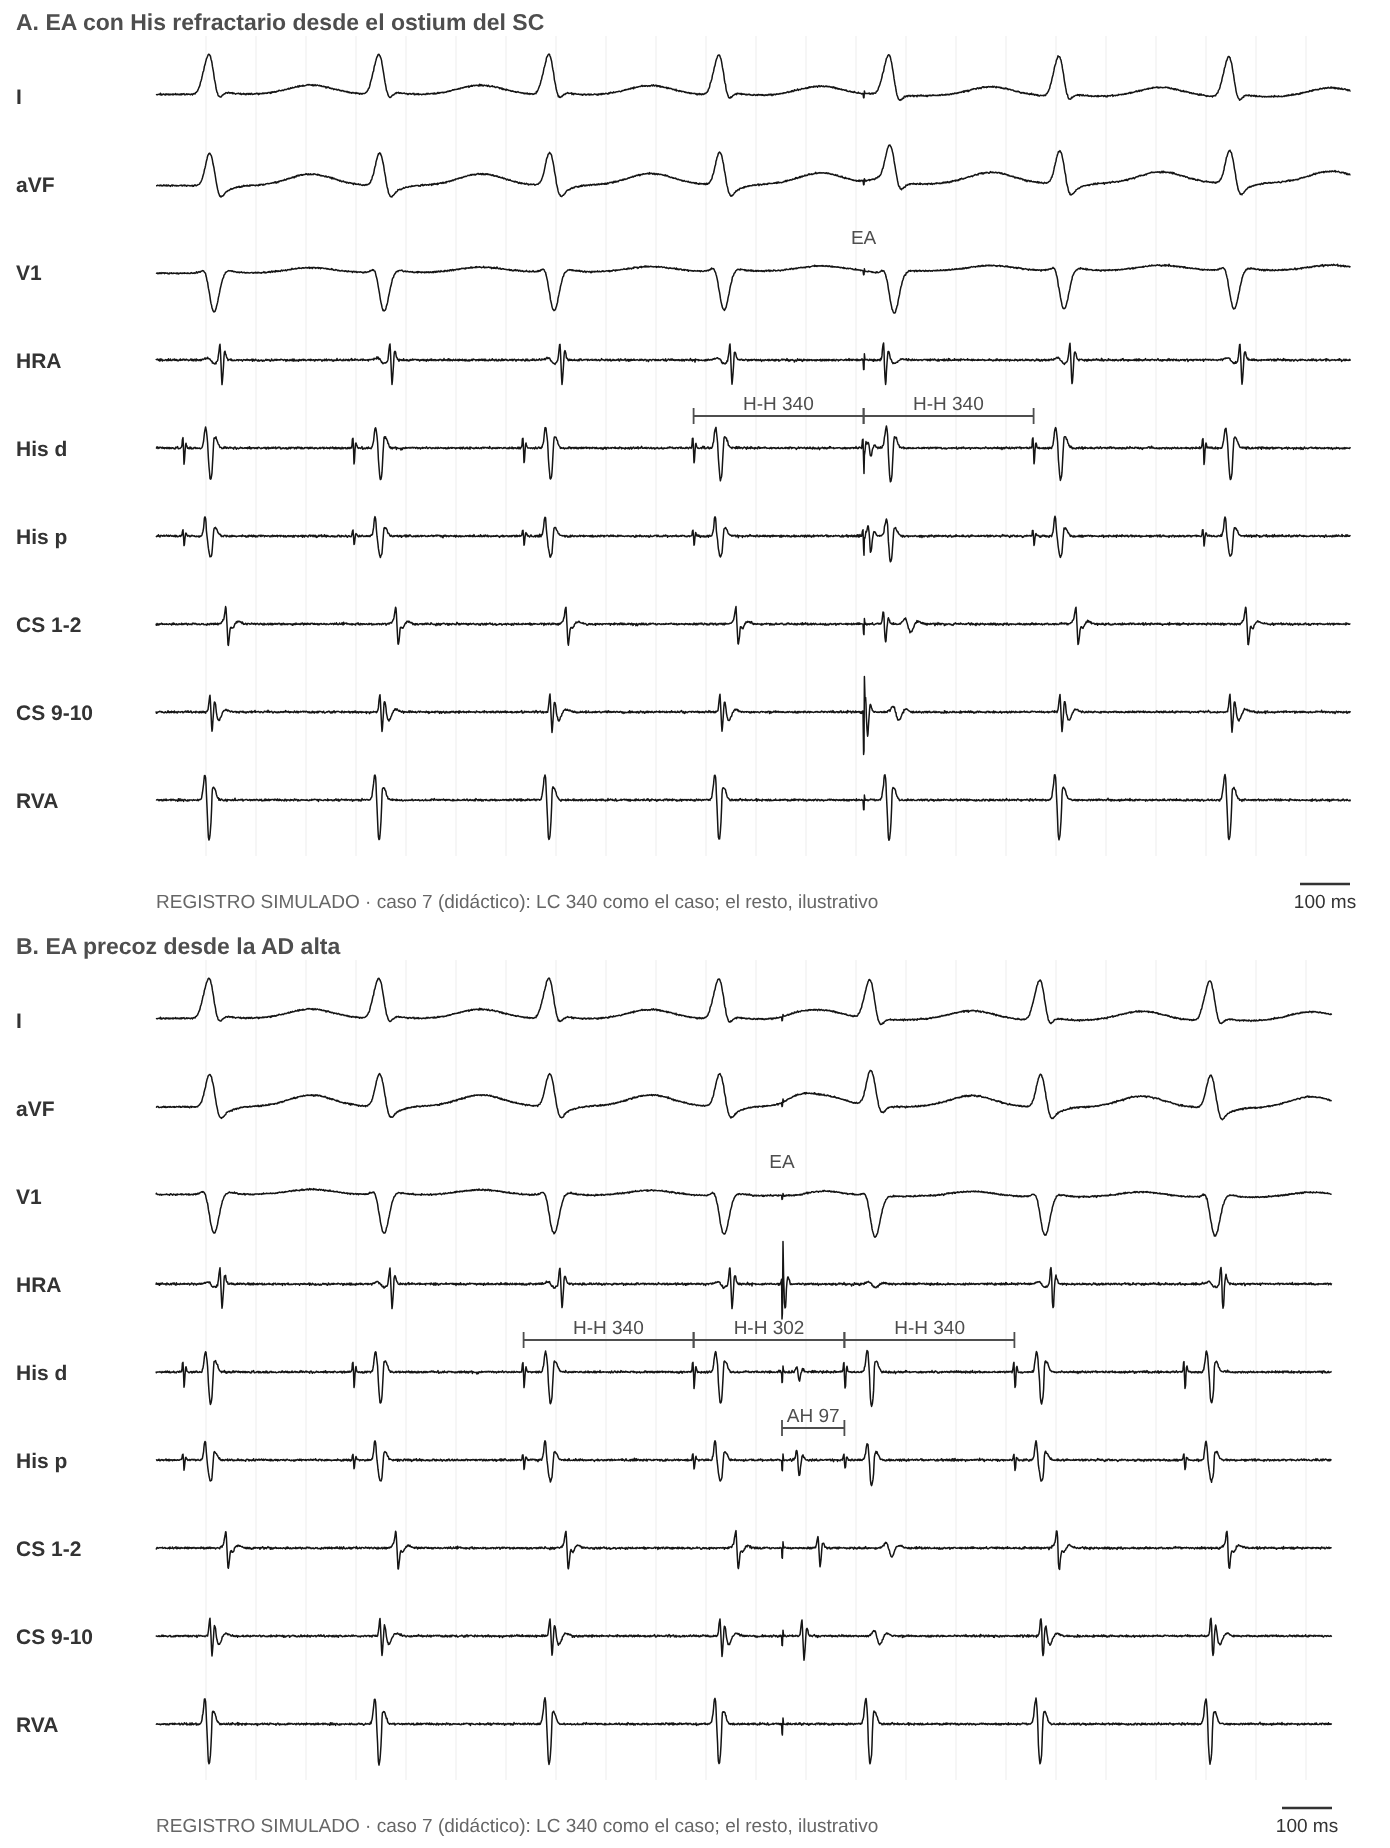 A. EA con His refractario desde el ostium del SC
I
aVF
EA
V1
HRA
H-H 340 H-H 340
His d
His p
CS 1-2
CS 9-10
RVA
100 ms
REGISTRO SIMULADO · caso 7 (didáctico): LC 340 como el caso; el resto, ilustrativo
B. EA precoz desde la AD alta
I
aVF
EA
V1
HRA
H-H 340 H-H 302 H-H 340
His d
AH 97
His p
CS 1-2
CS 9-10
RVA
100 ms
REGISTRO SIMULADO · caso 7 (didáctico): LC 340 como el caso; el resto, ilustrativo